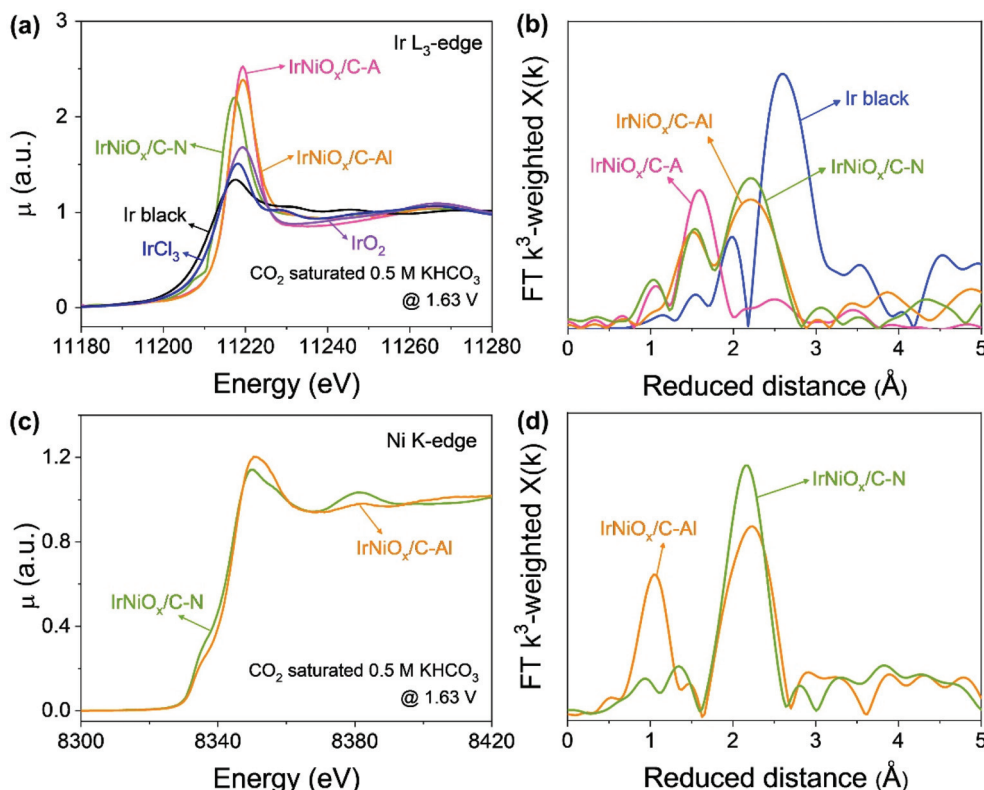 (a)
Ir L₃-edge
IrNiOₓ/C-A
IrNiOₓ/C-N
IrNiOₓ/C-Al
Ir black
IrCl₃
IrO₂
CO₂ saturated 0.5 M KHCO₃
@ 1.63 V
μ (a.u.)
3
2
1
0
11180 11200 11220 11240 11260 11280
Energy (eV)
(b)
Ir black
IrNiOₓ/C-Al
IrNiOₓ/C-A
IrNiOₓ/C-N
FT k³-weighted X(k)
0 1 2 3 4 5
Reduced distance (Å)
(c)
Ni K-edge
IrNiOₓ/C-Al
IrNiOₓ/C-N
CO₂ saturated 0.5 M KHCO₃
@ 1.63 V
μ (a.u.)
1.2
0.8
0.4
0.0
8300 8340 8380 8420
Energy (eV)
(d)
IrNiOₓ/C-N
IrNiOₓ/C-Al
FT k³-weighted X(k)
0 1 2 3 4 5
Reduced distance (Å)